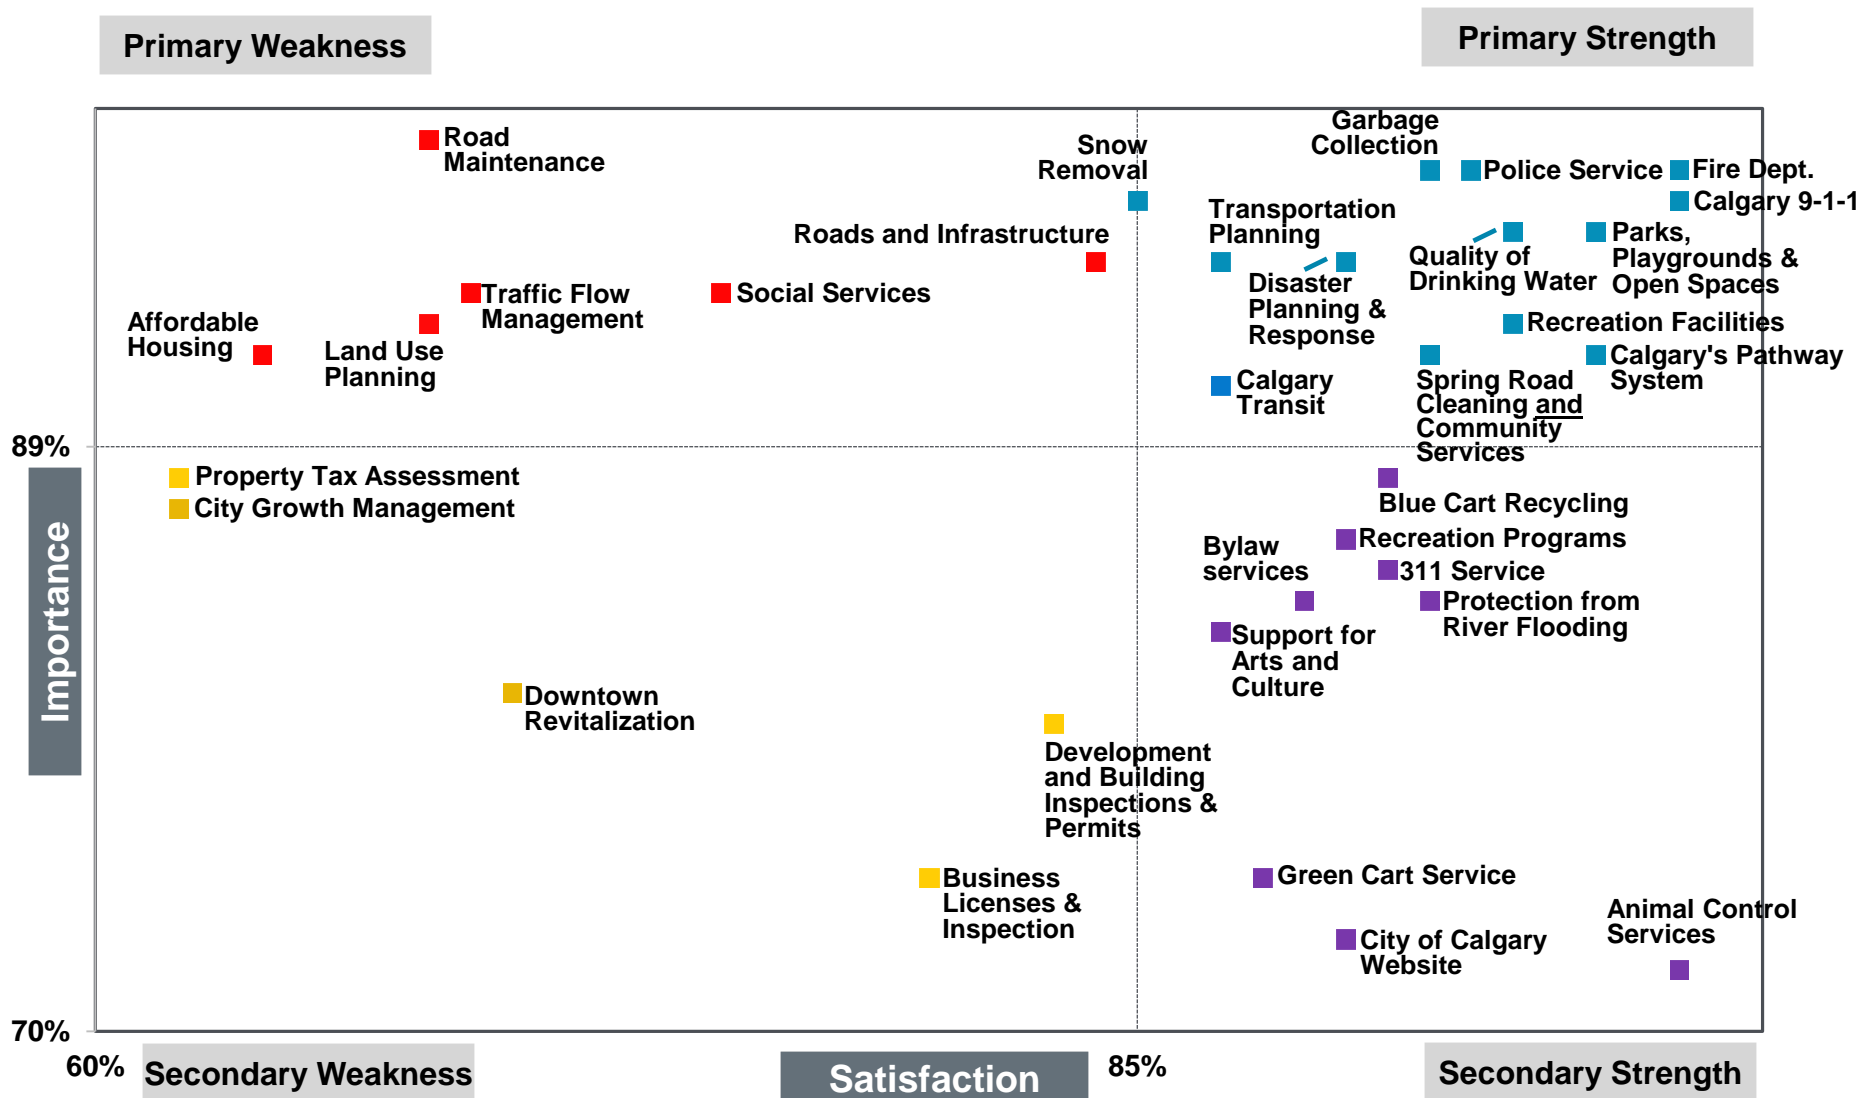 Primary Weakness
Primary Strength
Road
Maintenance
Snow
Removal
Garbage
Collection
Police Service
Fire Dept.
Calgary 9-1-1
Roads and Infrastructure
Transportation
Planning
Quality of
Drinking Water
Parks,
Playgrounds &
Open Spaces
Disaster
Planning &
Response
Traffic Flow
Management
Social Services
Affordable
Housing
Land Use
Planning
Recreation Facilities
Calgary's Pathway
System
Calgary
Transit
Spring Road
Cleaning and
Community
Services
89%
Property Tax Assessment
City Growth Management
Blue Cart Recycling
Recreation Programs
Bylaw
services
311 Service
Protection from
River Flooding
Support for
Arts and
Culture
Importance
Downtown
Revitalization
Development
and Building
Inspections &
Permits
Business
Licenses &
Inspection
Green Cart Service
Animal Control
Services
City of Calgary
Website
70%
60%
Secondary Weakness
Satisfaction
85%
Secondary Strength